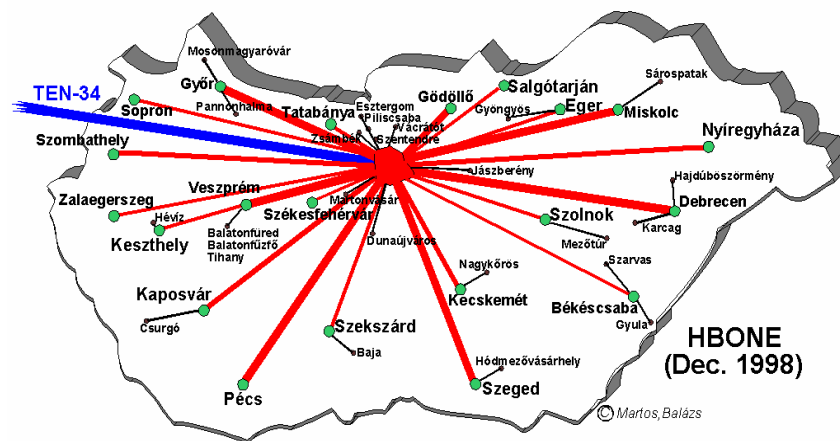 Mosonmagyaróvár
Győr
Pannonhalma
TEN-34
Sopron
Tatabánya
Esztergom
Piliscsaba
Vácrátót
Zsámbék
Szentendre
Gödöllő
Salgótarján
Gyöngyös
Eger
Sárospatak
Miskolc
Nyíregyháza
Szombathely
Jászberény
Hajdúböszörmény
Zalaegerszeg
Hévíz
Keszthely
Veszprém
Martonvásár
Székesfehérvár
Balatonfüred
Balatonfűzfő
Tihany
Dunaújváros
Szolnok
Mezőtúr
Debrecen
Karcag
Szarvas
Nagykőrös
Kecskemét
Békéscsaba
Gyula
Kaposvár
Csurgó
Szekszárd
Baja
Pécs
Hódmezővásárhely
Szeged
HBONE
(Dec. 1998)
© Martos,Balázs